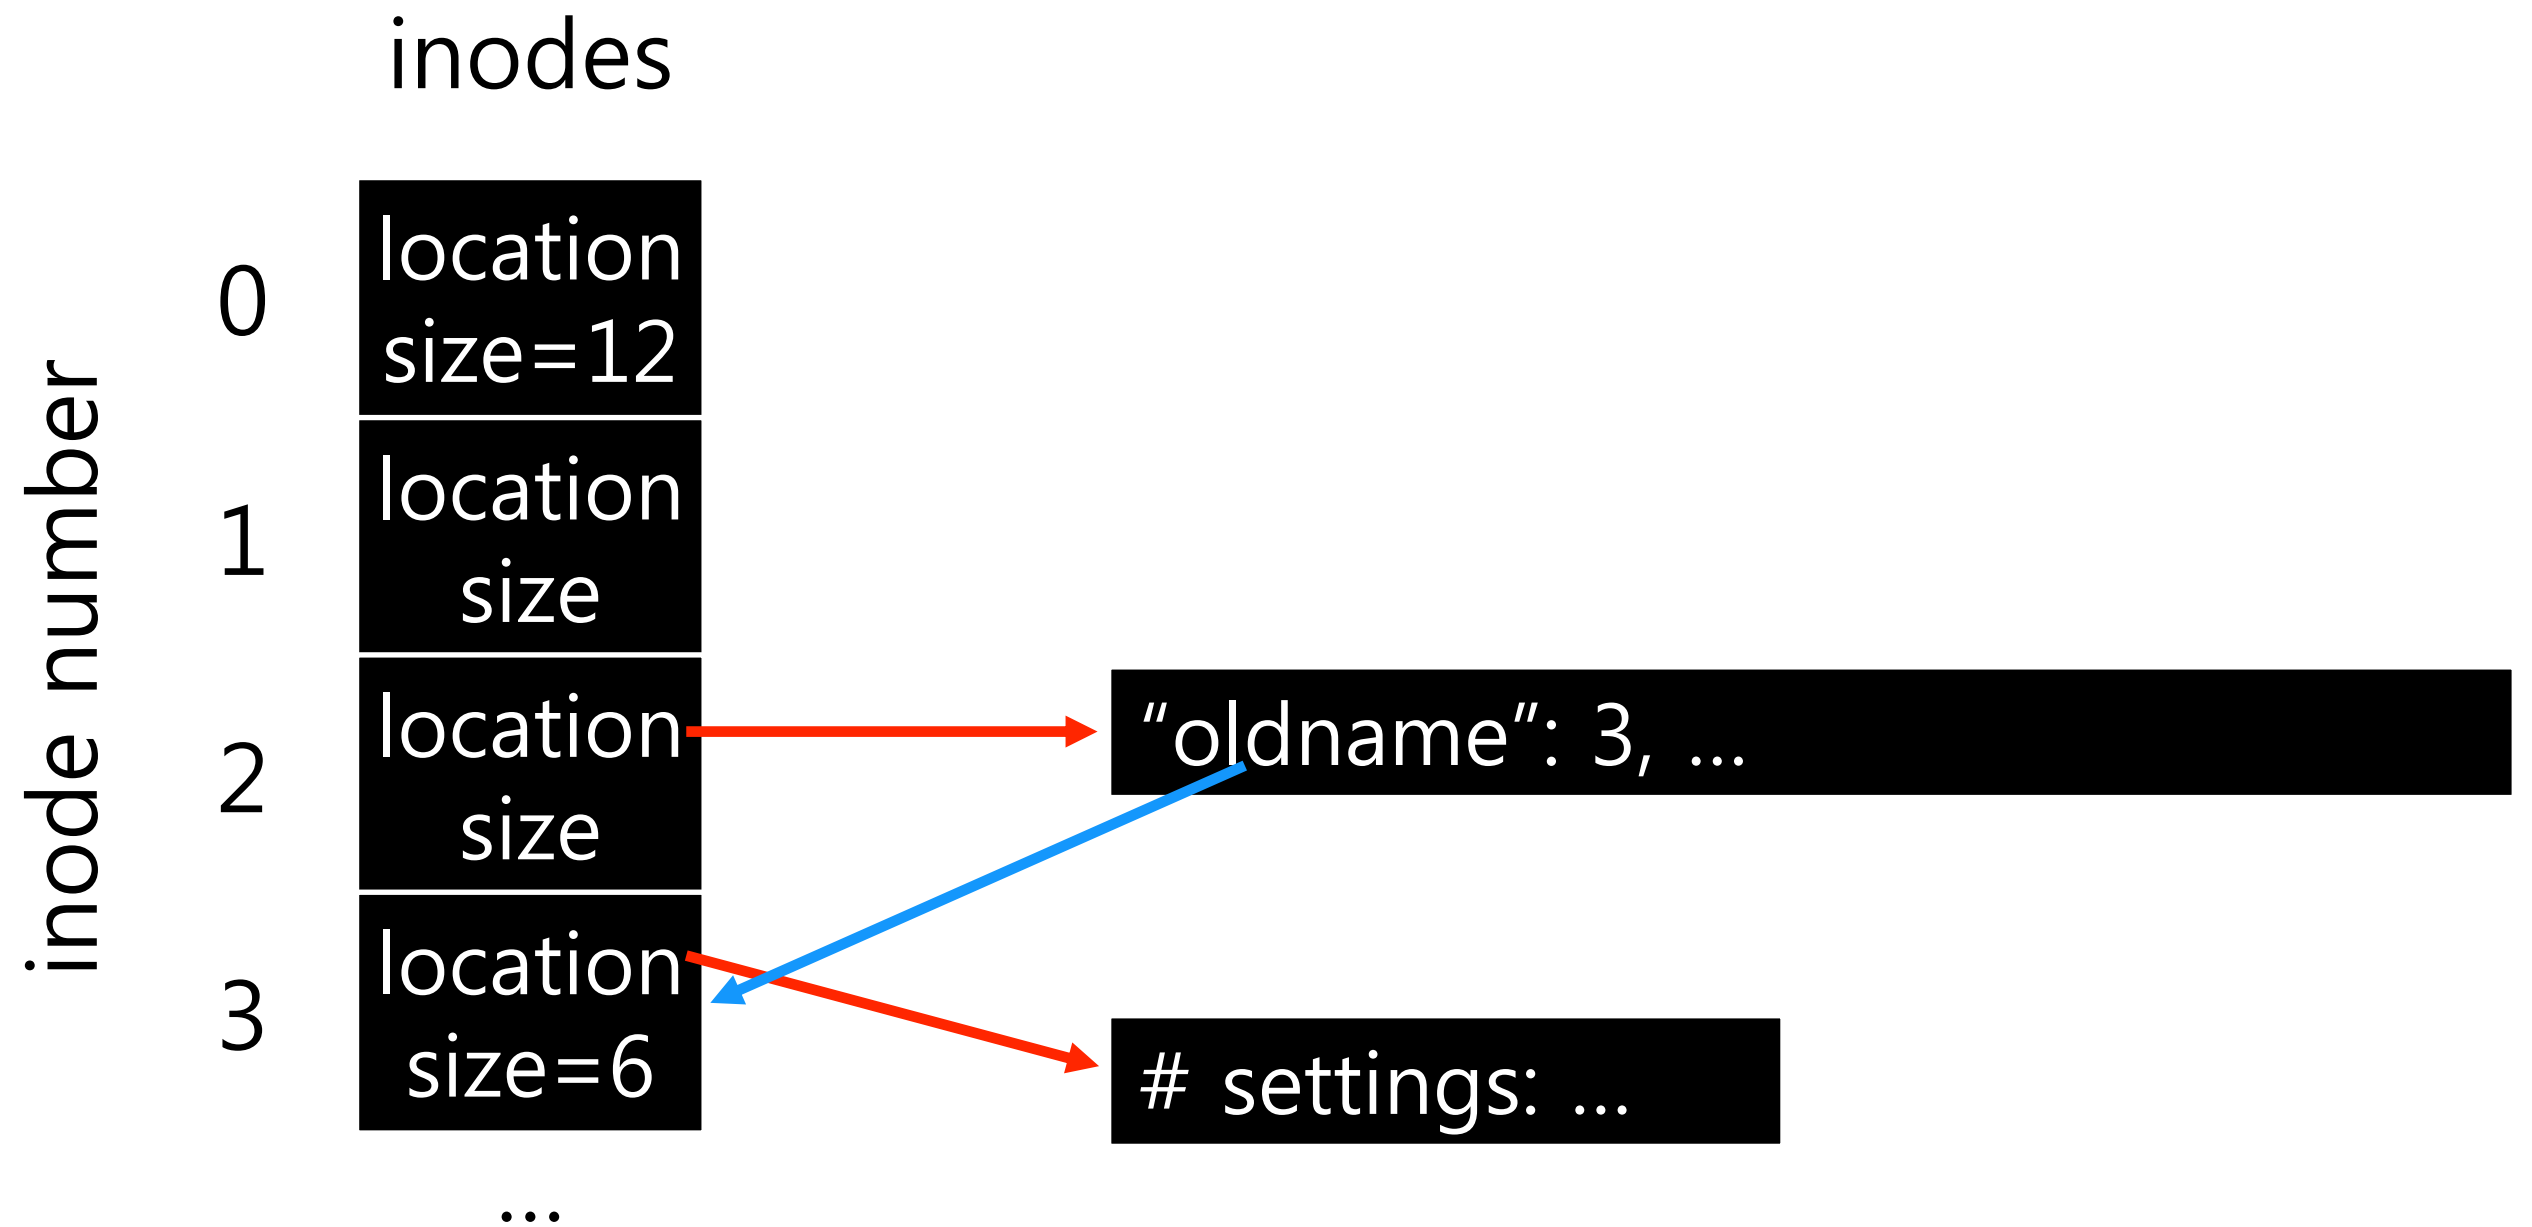 inodes
inode number
0
location
size=12
1
location
size
2
location
size
“oldname”: 3, ...
3
location
size=6
# settings: ...
...